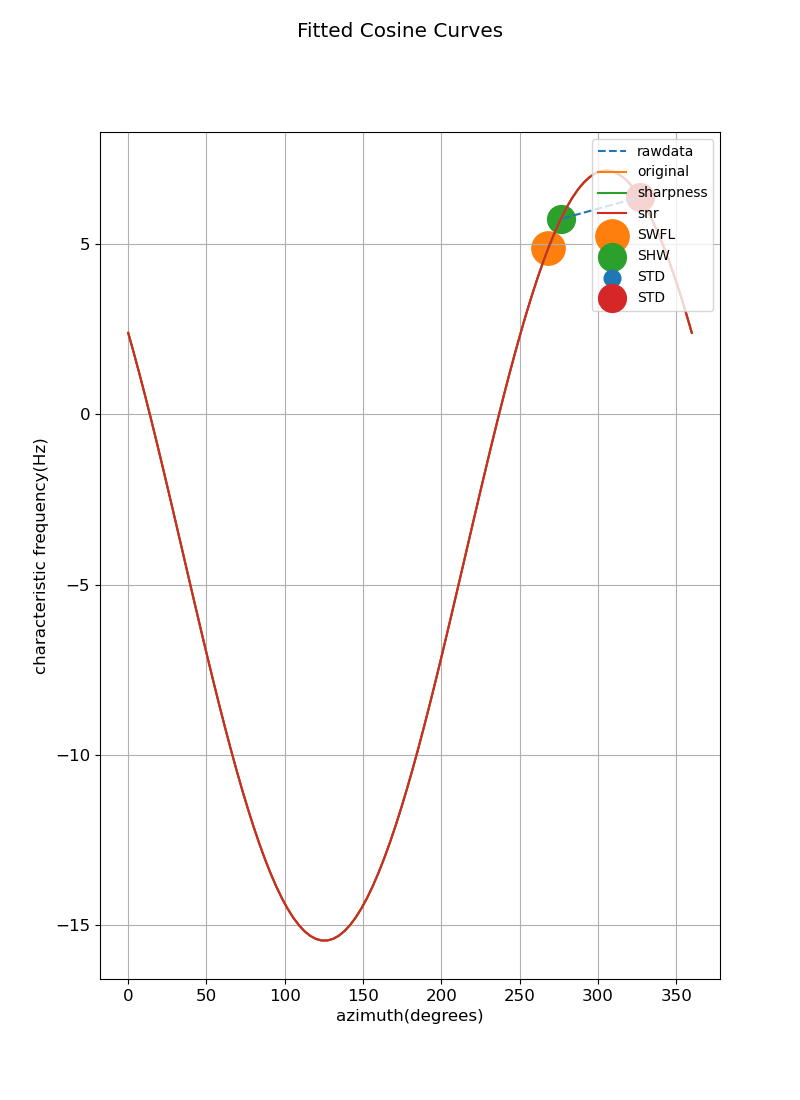 Fitted Cosine Curves
rawdata
original
sharpness
snr
SWFL
SHW
STD
STD
5
0
−5
−10
−15
characteristic frequency(Hz)
0 50 100 150 200 250 300 350
azimuth(degrees)